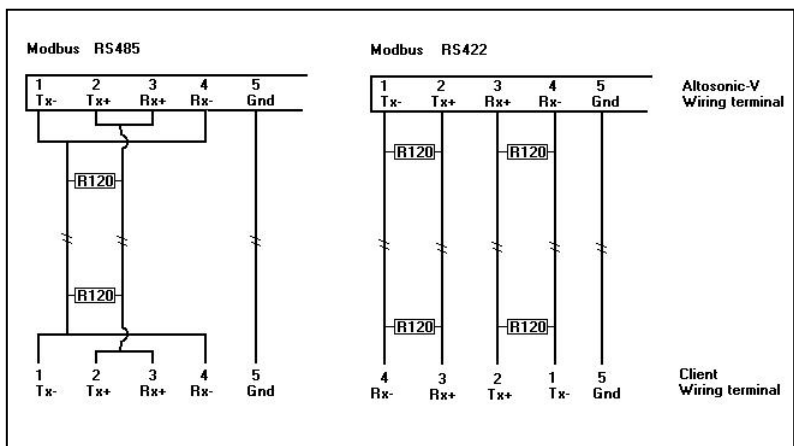 Modbus RS485 Modbus RS422
1 2 3 4 5 1 2 3 4 5 Altosonic-V
Tx- Tx+ Rx+ Rx- Gnd Tx- Tx+ Rx+ Rx- Gnd Wiring terminal
R120 R120
R120
R120
R120 R120
1 2 3 4 5 4 3 2 1 5 Client
Tx- Tx+ Rx+ Rx- Gnd Rx- Rx+ Tx+ Tx- Gnd Wiring terminal